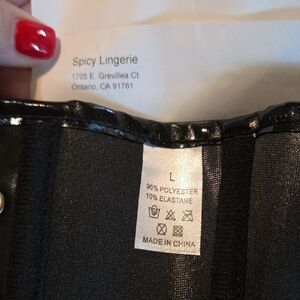 Spicy Lingerie
1705 E. Grevillea Ct
Ontario, CA 91761
L
90% POLYESTER
10% ELASTANE
MADE IN CHINA